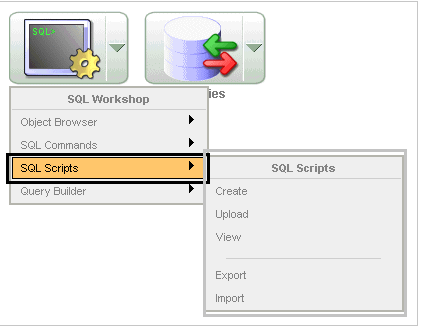 SQL>
ies
SQL Workshop
Object Browser
SQL Commands
SQL Scripts
Query Builder
SQL Scripts
Create
Upload
View
Export
Import